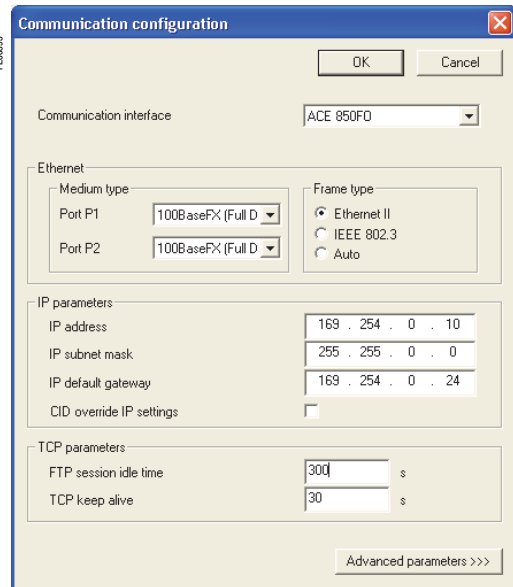 Communication configuration
OK
Cancel
Communication interface
ACE 850FO
Ethernet
Medium type
Port P1
100BaseFX (Full D
Port P2
100BaseFX (Full D
Frame type
Ethernet II
IEEE 802.3
Auto
IP parameters
IP address
169 . 254 . 0 . 10
IP subnet mask
255 . 255 . 0 . 0
IP default gateway
169 . 254 . 0 . 24
CID override IP settings
TCP parameters
FTP session idle time
300
s
TCP keep alive
30
s
Advanced parameters >>>